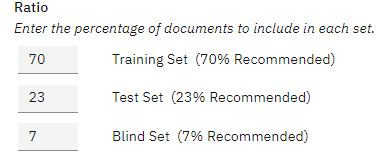 Ratio
Enter the percentage of documents to include in each set.
70 Training Set (70% Recommended)
23 Test Set (23% Recommended)
7 Blind Set (7% Recommended)